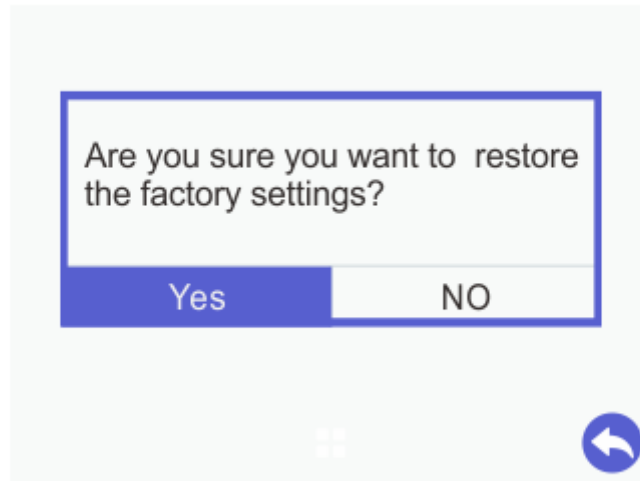 Are you sure you want to  restore
the factory settings?
Yes
NO